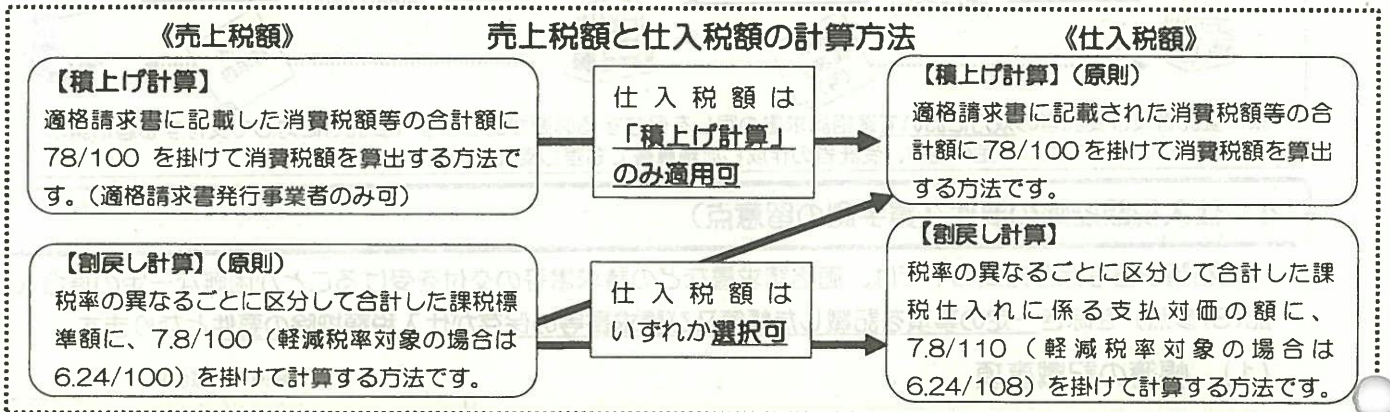 売上税額と仕入税額の計算方法
《売上税額》
【積上げ計算】
適格請求書に記載した消費税額等の合計額に
78/100 を掛けて消費税額を算出する方法で
す。（適格請求書発行事業者のみ可）
【割戻し計算】（原則）
税率の異なるごとに区分して合計した課税標
準額に、7.8/100（軽減税率対象の場合は
6.24/100）を掛けて計算する方法です。
仕入税額は
「積上げ計算」
のみ適用可
仕入税額は
いずれか選択可
《仕入税額》
【積上げ計算】（原則）
適格請求書に記載された消費税額等の合
計額に 78/100 を掛けて消費税額を算出
する方法です。
【割戻し計算】
税率の異なるごとに区分して合計した課
税仕入れに係る支払対価の額に、
7.8/110（軽減税率対象の場合は
6.24/108）を掛けて計算する方法です。